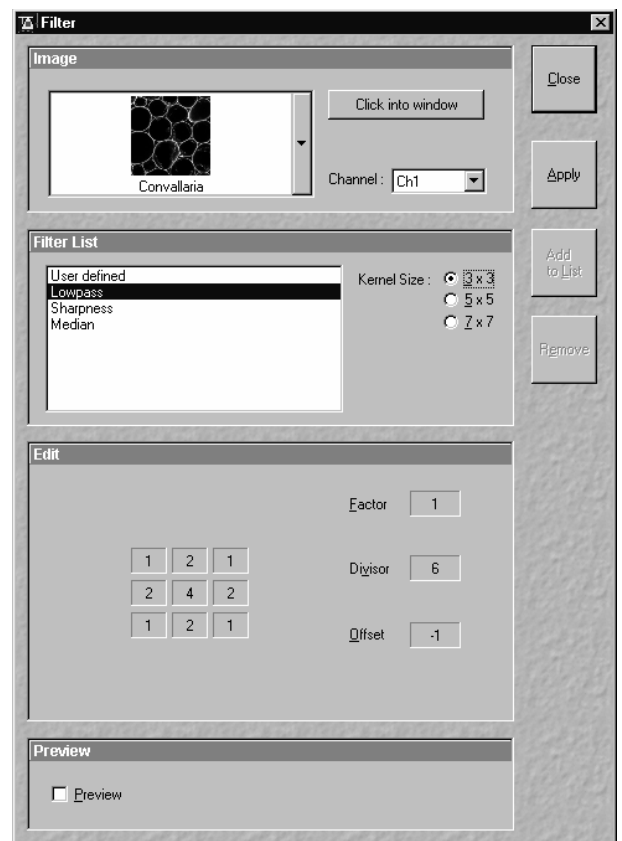 Filter
Image
Close
Click into window
Convallaria
Channel : Ch1
Apply
Filter List
User defined
Lowpass
Sharpness
Median
Kernel Size : 3 x 3
5 x 5
7 x 7
Add
to List
Remove
Edit
Factor 1
1 2 1
Divisor 6
2 4 2
1 2 1
Offset -1
Preview
Preview